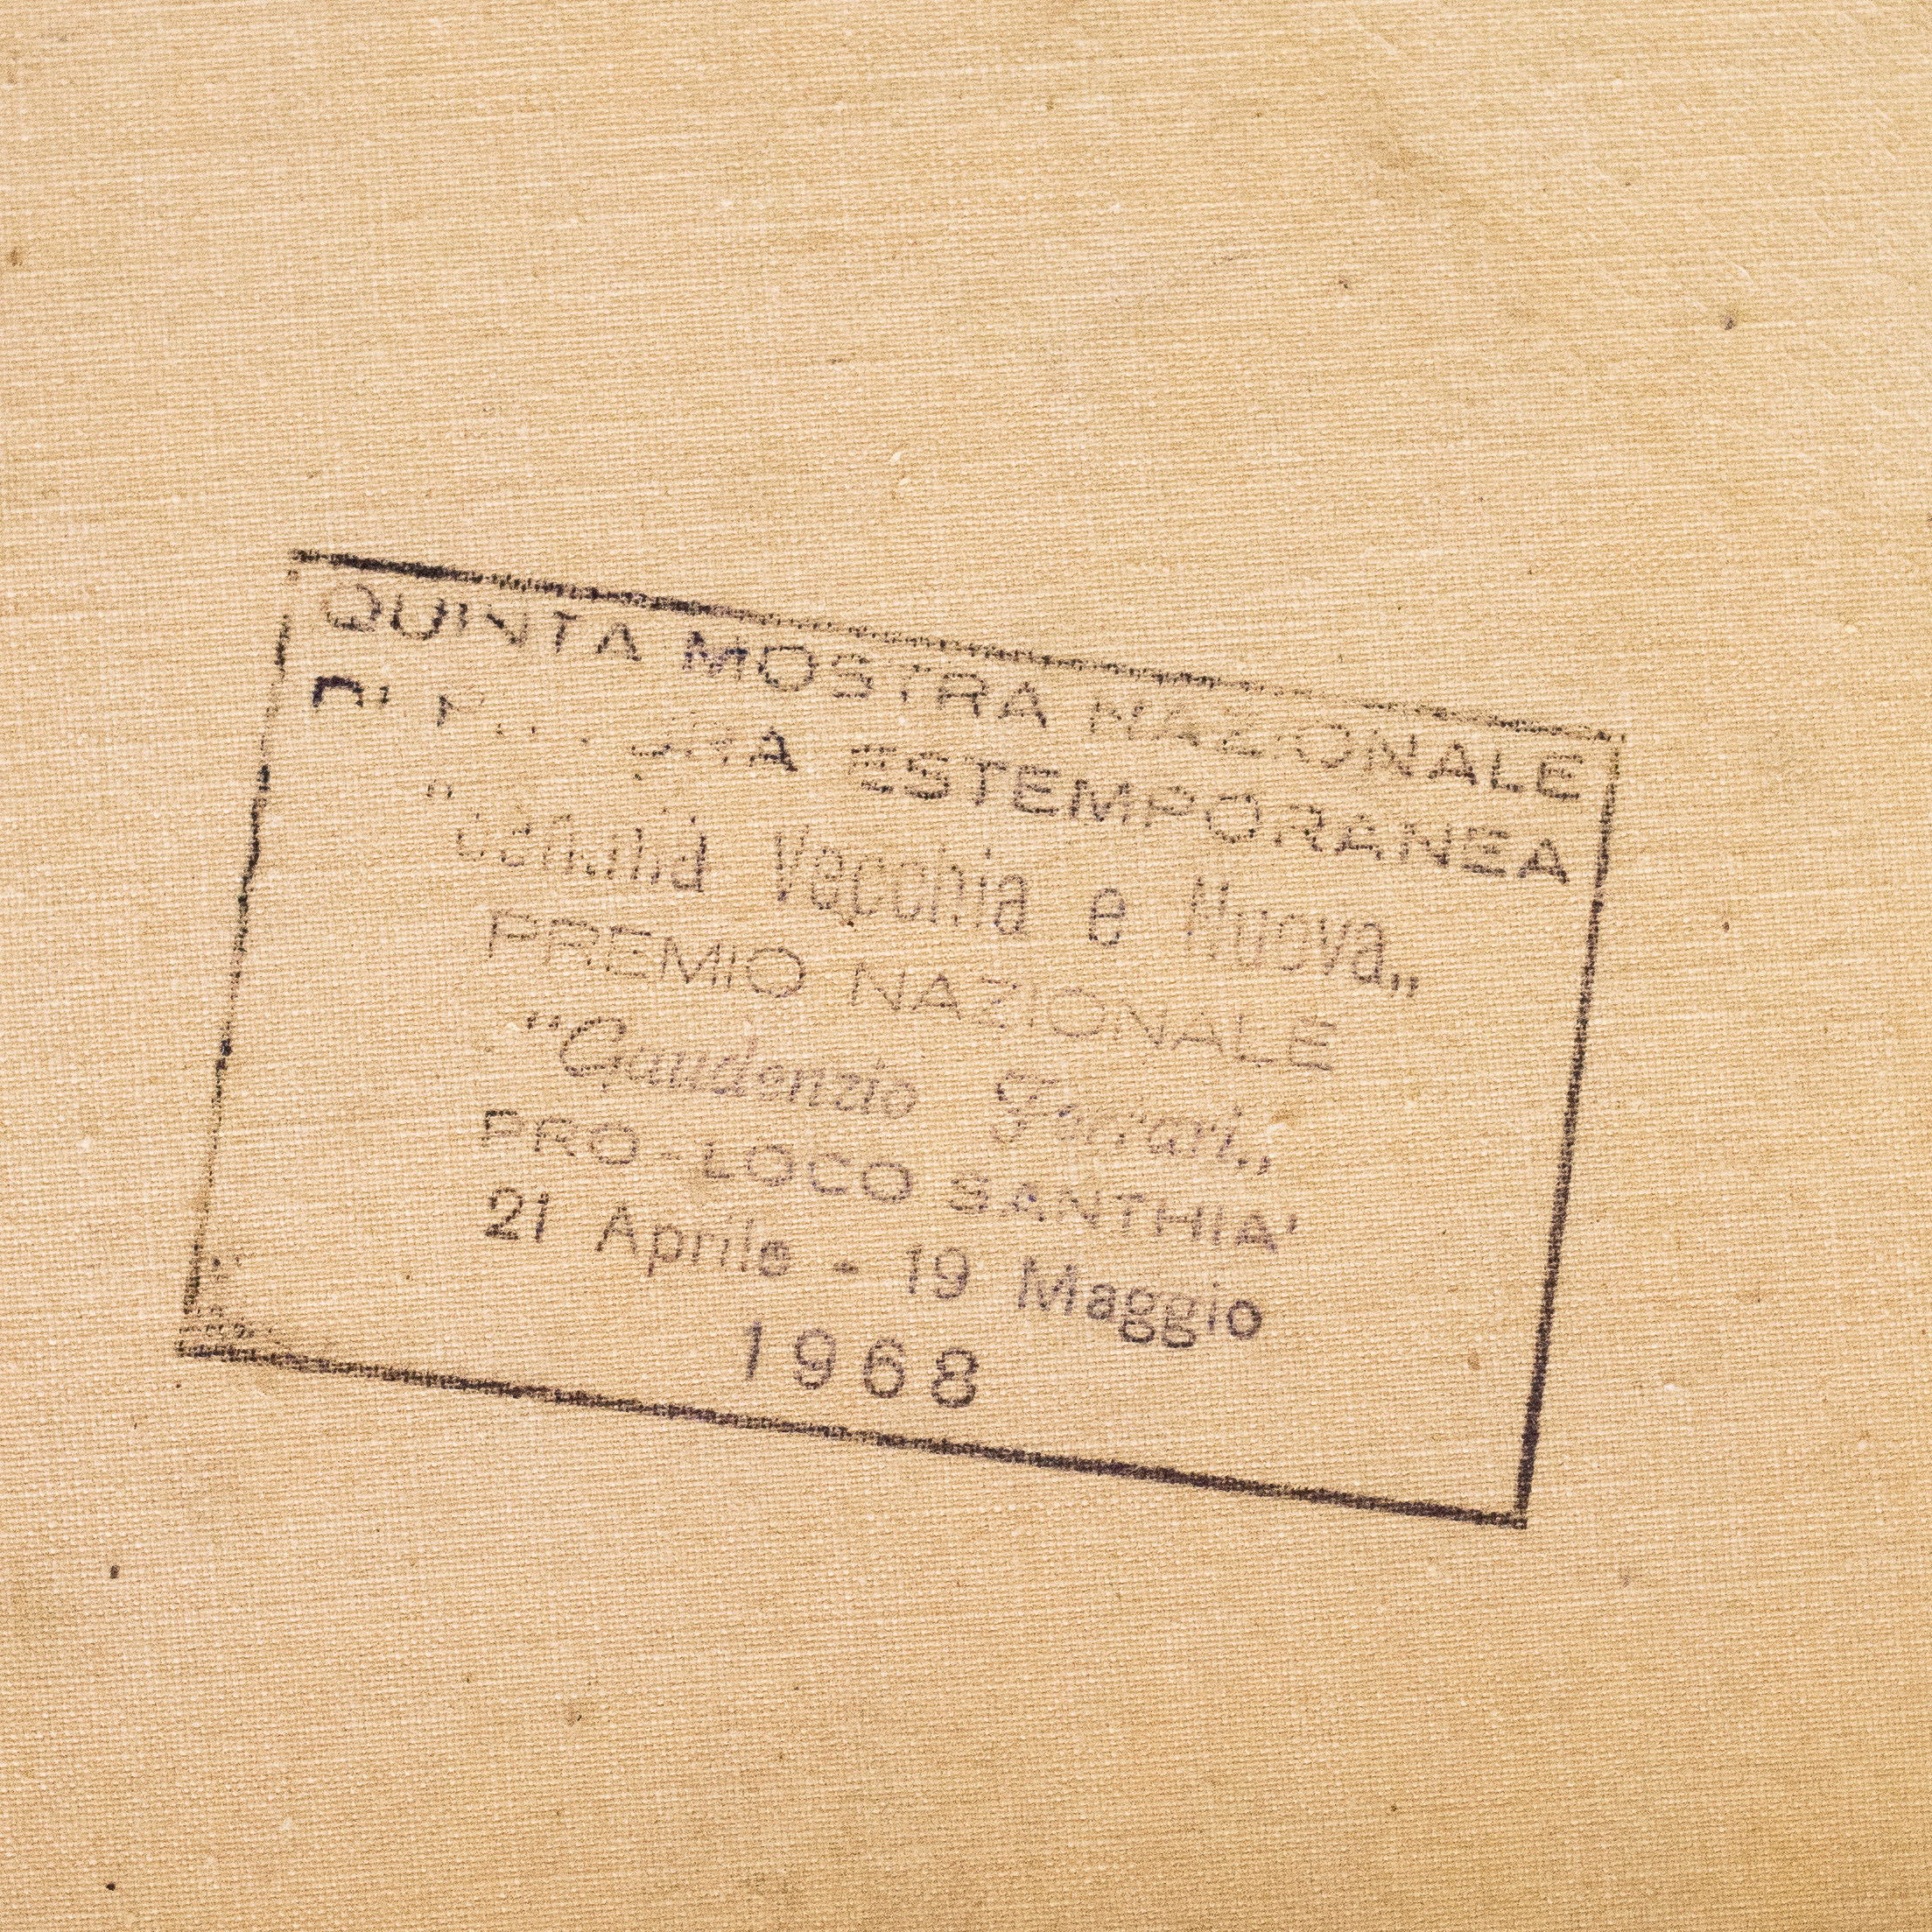 QUINTA MOSTRA NAZIONALE
ESTEMPORANEA
Vecchia e Nuova„
PREMIO NAZIONALE
"Gaudenzio Ferrari„
PRO-LOCO SANTHIA'
21 Aprile - 19 Maggio
1968